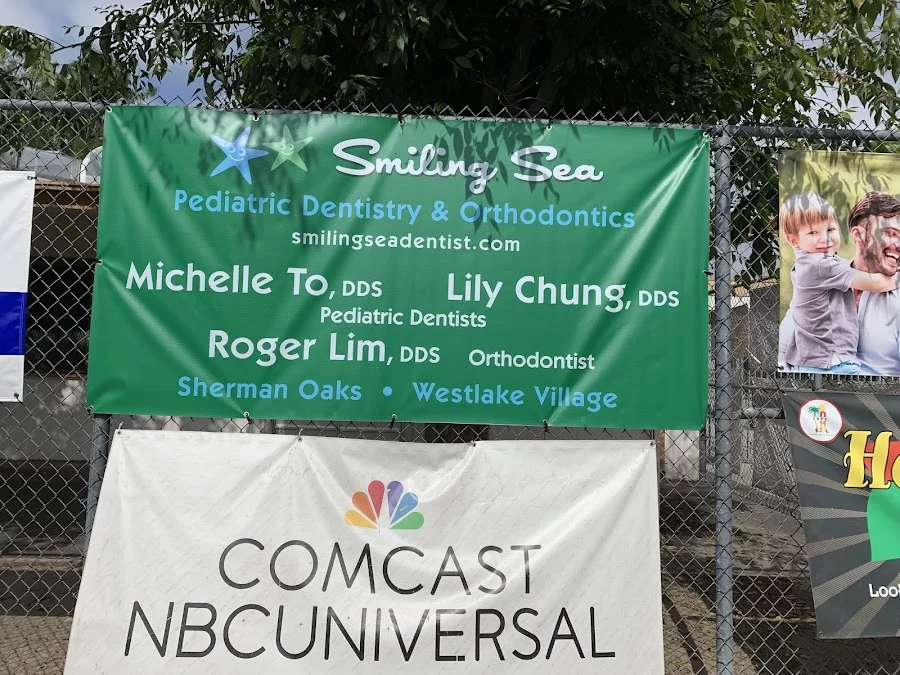 Smiling Sea
Pediatric Dentistry & Orthodontics
smilingseadentist.com
Michelle To, DDS Lily Chung, DDS
Pediatric Dentists
Roger Lim, DDS Orthodontist
Sherman Oaks • Westlake Village
COMCAST
NBCUNIVERSAL